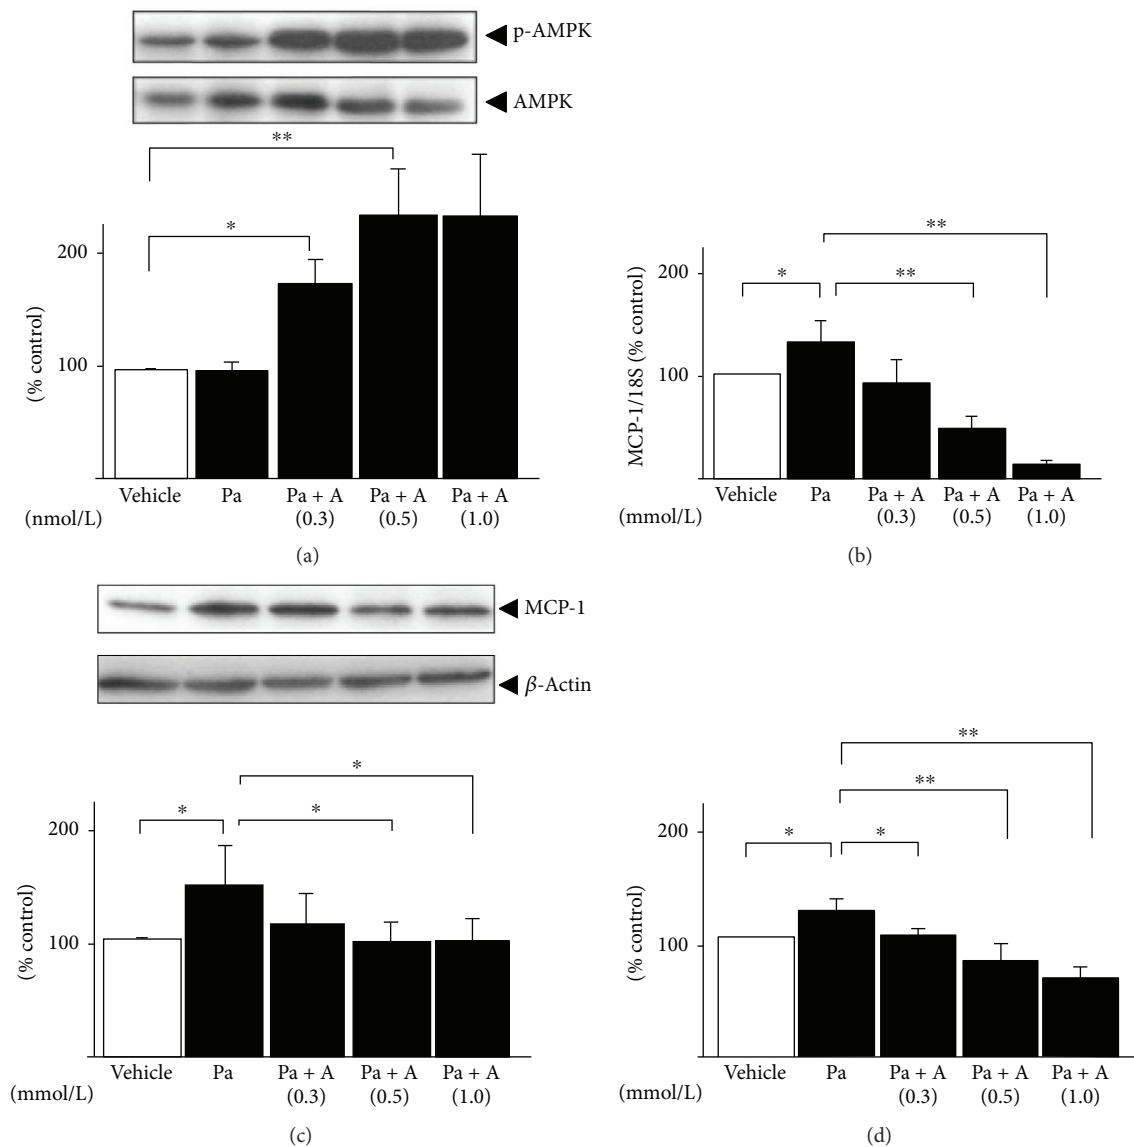 p-AMPK
AMPK
**
*
200
100
(% control)
Vehicle Pa Pa + A Pa + A Pa + A
(nmol/L) (0.3) (0.5) (1.0)
(a)
**
* **
200
100
MCP-1/18S (% control)
Vehicle Pa Pa + A Pa + A Pa + A
(mmol/L) (0.3) (0.5) (1.0)
(b)
MCP-1
β-Actin
*
* *
200
100
(% control)
Vehicle Pa Pa + A Pa + A Pa + A
(mmol/L) (0.3) (0.5) (1.0)
(c)
**
**
* *
200
100
(% control)
Vehicle Pa Pa + A Pa + A Pa + A
(mmol/L) (0.3) (0.5) (1.0)
(d)